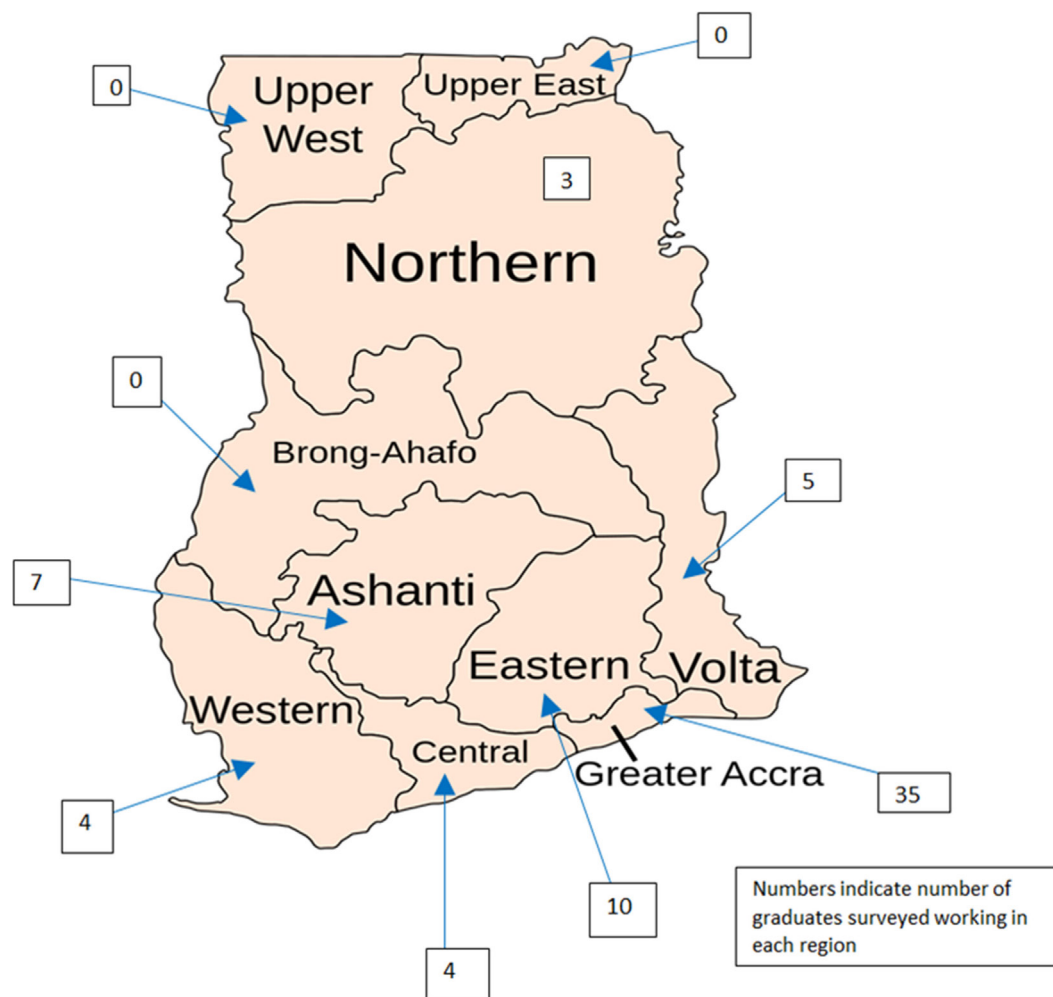 0
0
Upper East
Upper
West
3
Northern
0
Brong-Ahafo
5
7
Ashanti
Eastern
Volta
Western
Central
Greater Accra
35
4
10
4
Numbers indicate number of
graduates surveyed working in
each region